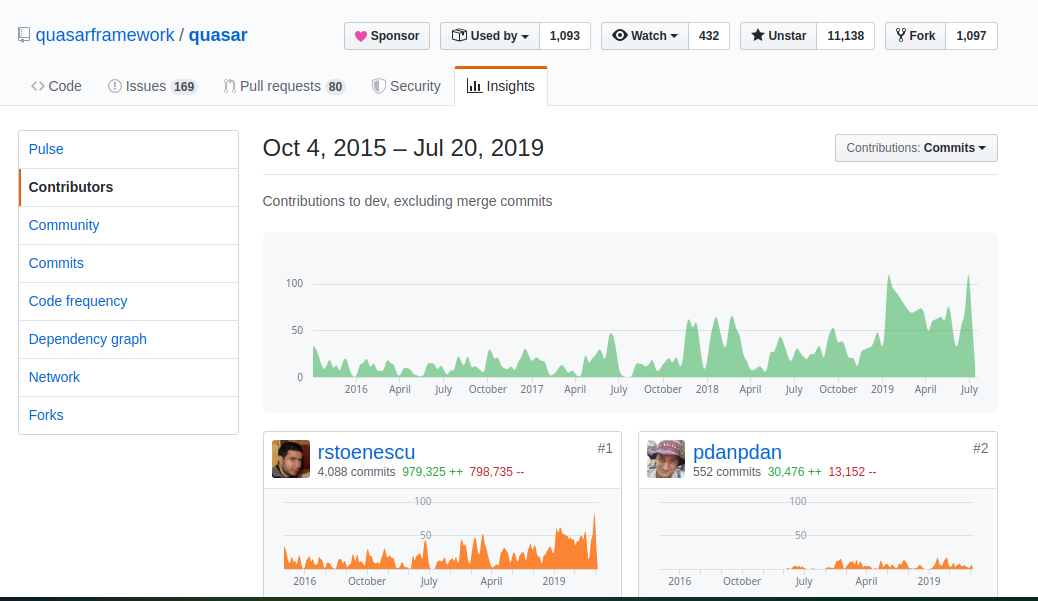 quasarframework / quasar
Sponsor
Used by 1,093
Watch 432
Unstar 11,138
Fork 1,097
Code
Issues 169
Pull requests 80
Security
Insights
Pulse
Contributors
Community
Commits
Code frequency
Dependency graph
Network
Forks
Oct 4, 2015 – Jul 20, 2019
Contributions: Commits
Contributions to dev, excluding merge commits
100
50
0
2016 April July October 2017 April July October 2018 April July October 2019 April July
rstoenescu #1
4,088 commits 979,325 ++ 798,735 --
100
50
2016 October July April 2019
pdanpdan #2
552 commits 30,476 ++ 13,152 --
100
50
2016 October July April 2019